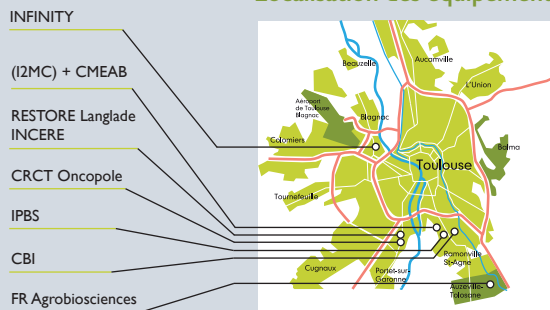 Localisation des équipement
INFINITY
(I2MC) + CMEAB
RESTORE Langlade
INCERE
CRCT Oncopole
IPBS
CBI
FR Agrobiosciences
Beauzelle
Aucamville
L'Union
Aéroport
de Toulouse
Blagnac
Blagnac
Colomiers
Balma
Toulouse
Tournefeuille
Cugnaux
Portet-sur-
Garonne
Ramonville
St-Agne
Auzeville-
Tolosane